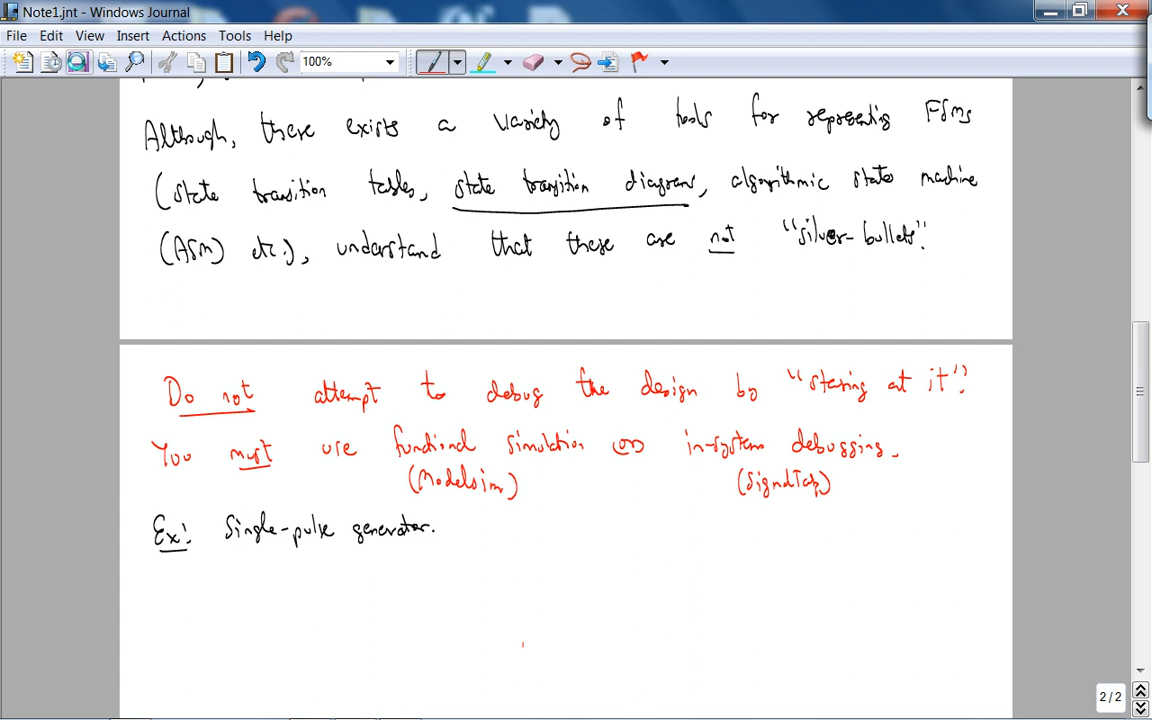 Note1.jnt - Windows Journal
File Edit View Insert Actions Tools Help
100%
Although, there exists a variety of tools for representing FSMs
(state transition tables, state transition diagrams, algorithmic state machine
(ASM) etc.), understand that these are not "silver-bullets".
Do not attempt to debug the design by "staring at it".
You must use functional simulation or in-system debugging.
(Modelsim) (SignalTap)
Ex: Single-pulse generator.
2 / 2